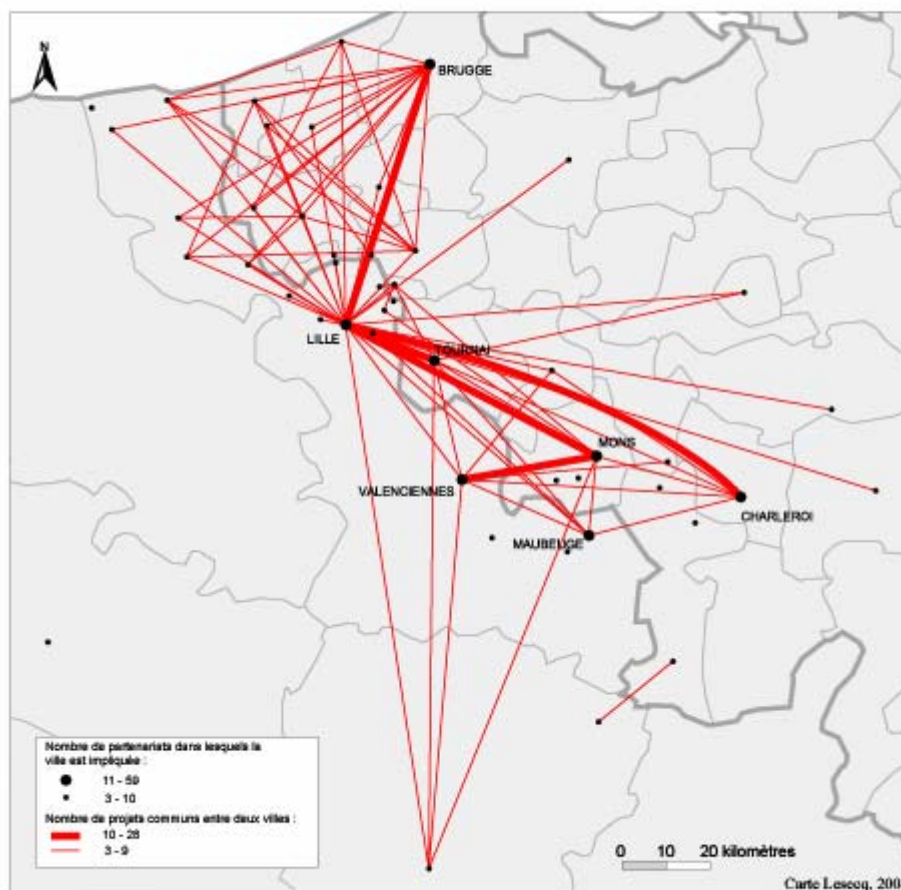 N
BRUGGE
LILLE
TOURNAI
MONS
VALENCIENNES
CHARLEROI
MAUBEUGE
Nombre de partenariats dans lesquels la
ville est impliquée :
11 - 59
3 - 10
Nombre de projets communs entre deux villes :
10 - 28
3 - 9
0 10 20 kilomètres
Carte Lesecq, 200